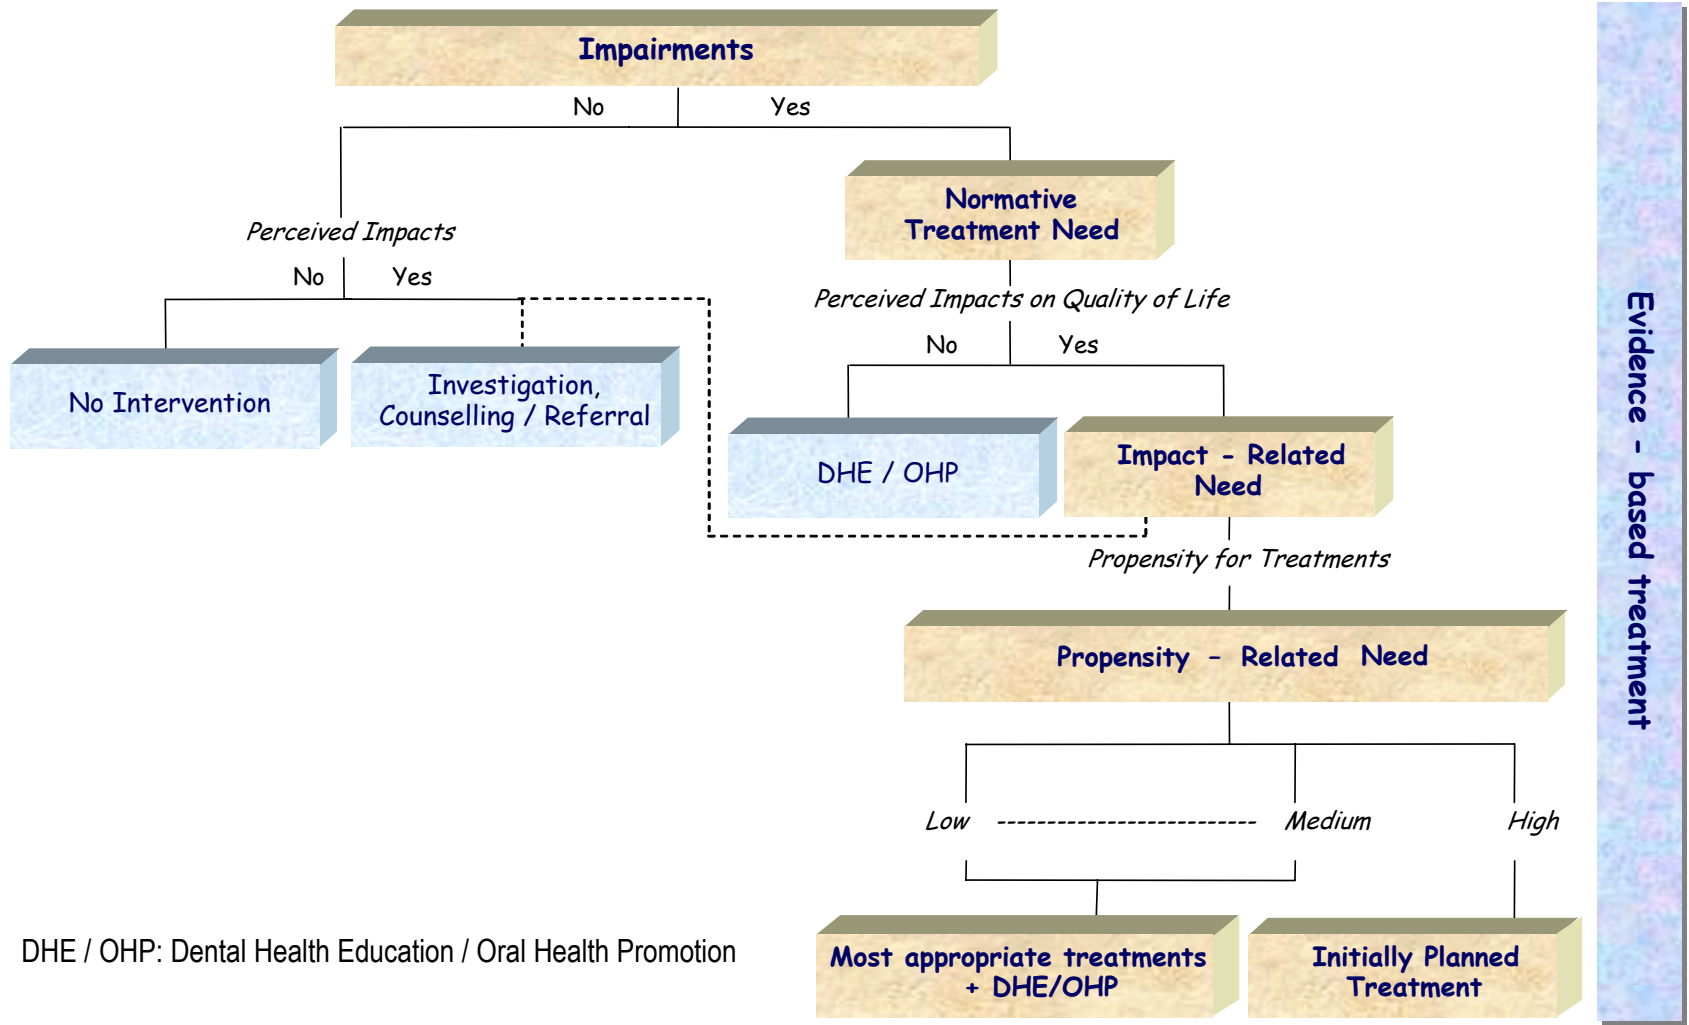 Impairments
No
Yes
Normative
Treatment Need
Perceived Impacts
No
Yes
Perceived Impacts on Quality of Life
No
Yes
No Intervention
Investigation,
Counselling / Referral
DHE / OHP
Impact - Related
Need
Propensity for Treatments
Propensity - Related Need
Low
Medium
High
Most appropriate treatments
+ DHE/OHP
Initially Planned
Treatment
DHE / OHP: Dental Health Education / Oral Health Promotion
Evidence - based treatment